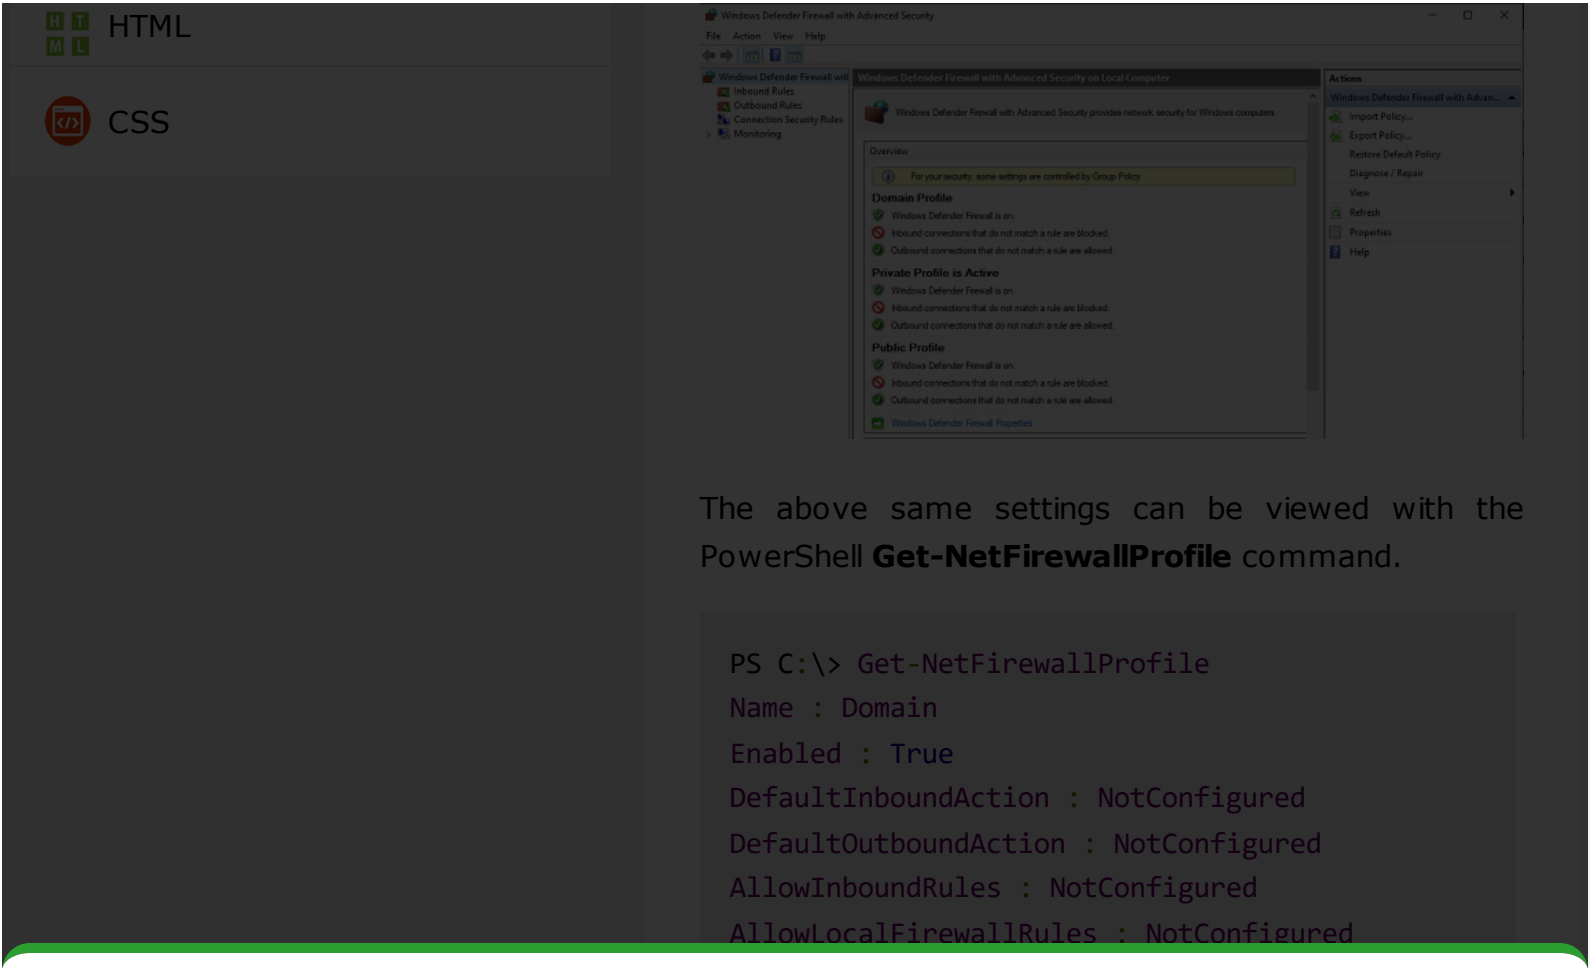 HTML
CSS
Windows Defender Firewall with Advanced Security
File Action View Help
Windows Defender Firewall with
Inbound Rules
Outbound Rules
Connection Security Rules
Monitoring
Windows Defender Firewall with Advanced Security on Local Computer
Windows Defender Firewall with Advanced Security provides network security for Windows computers.
Overview
For your security, some settings are controlled by Group Policy
Domain Profile
Windows Defender Firewall is on.
Inbound connections that do not match a rule are blocked.
Outbound connections that do not match a rule are allowed.
Private Profile is Active
Windows Defender Firewall is on.
Inbound connections that do not match a rule are blocked.
Outbound connections that do not match a rule are allowed.
Public Profile
Windows Defender Firewall is on.
Inbound connections that do not match a rule are blocked.
Outbound connections that do not match a rule are allowed.
Windows Defender Firewall Properties
Actions
Windows Defender Firewall with Advan...
Import Policy...
Export Policy...
Restore Default Policy
Diagnose / Repair
View
Refresh
Properties
Help
The above same settings can be viewed with the
PowerShell Get-NetFirewallProfile command.
PS C:\> Get-NetFirewallProfile
Name : Domain
Enabled : True
DefaultInboundAction : NotConfigured
DefaultOutboundAction : NotConfigured
AllowInboundRules : NotConfigured
AllowLocalFirewallRules : NotConfigured